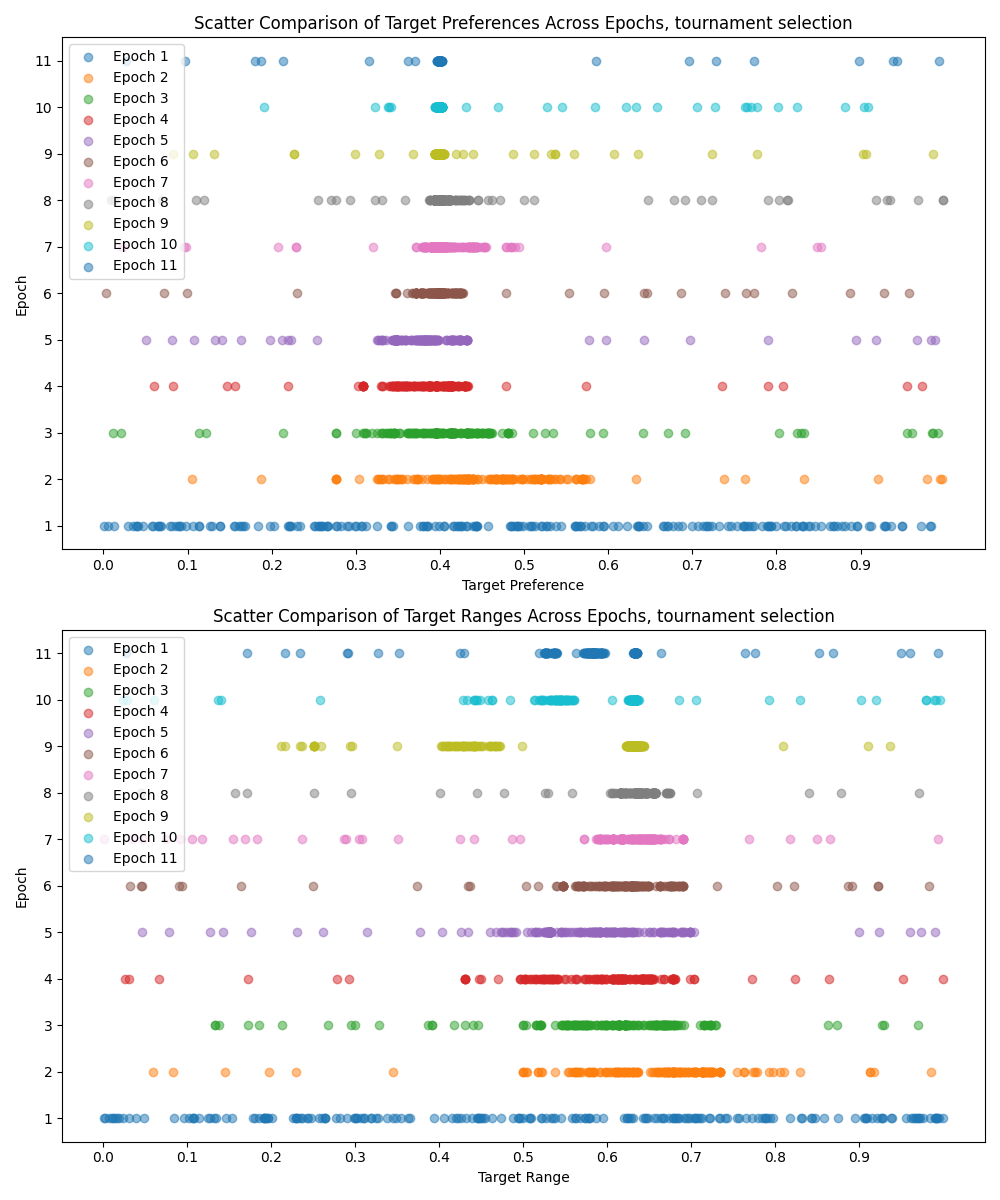 Scatter Comparison of Target Preferences Across Epochs, tournament selection
Epoch 1
Epoch 2
Epoch 3
Epoch 4
Epoch 5
Epoch 6
Epoch 7
Epoch 8
Epoch 9
Epoch 10
Epoch 11
11
10
9
8
7
6
5
4
3
2
1
Epoch
0.0 0.1 0.2 0.3 0.4 0.5 0.6 0.7 0.8 0.9
Target Preference
Scatter Comparison of Target Ranges Across Epochs, tournament selection
Epoch 1
Epoch 2
Epoch 3
Epoch 4
Epoch 5
Epoch 6
Epoch 7
Epoch 8
Epoch 9
Epoch 10
Epoch 11
11
10
9
8
7
6
5
4
3
2
1
Epoch
0.0 0.1 0.2 0.3 0.4 0.5 0.6 0.7 0.8 0.9
Target Range